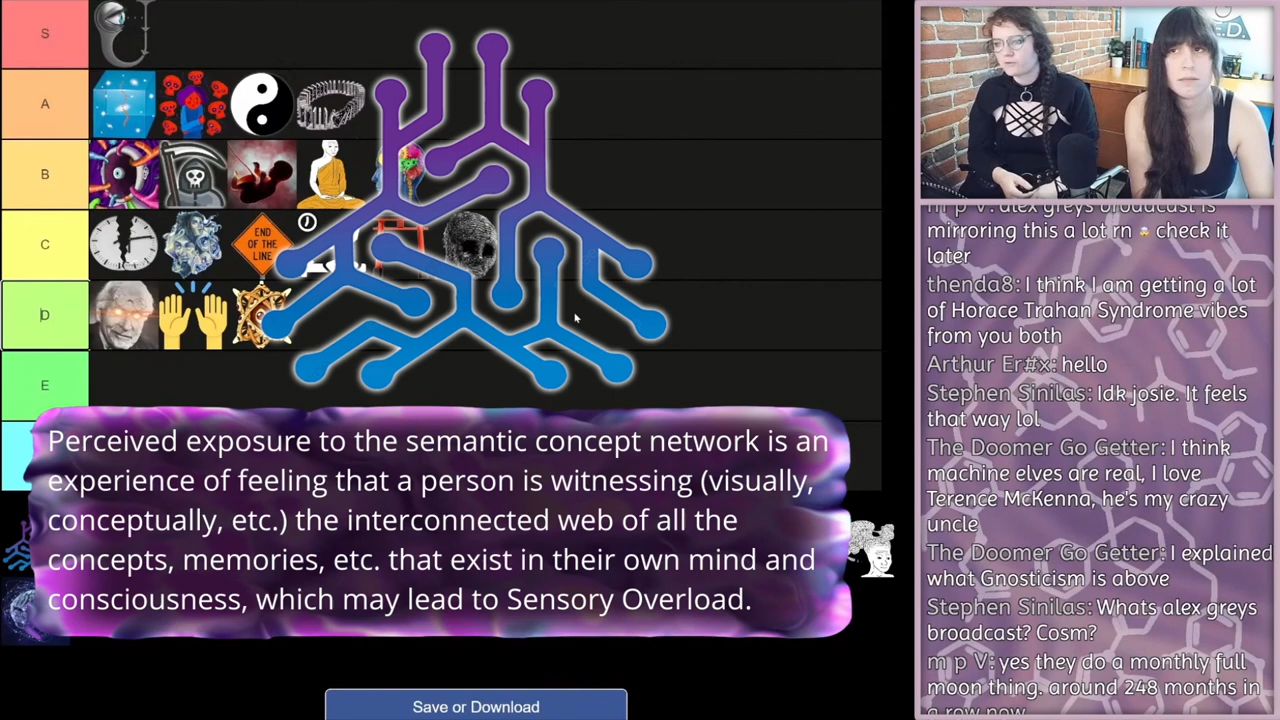 S
A
B
C
END
OF THE
LINE
D
E
Perceived exposure to the semantic concept network is an
experience of feeling that a person is witnessing (visually,
conceptually, etc.) the interconnected web of all the
concepts, memories, etc. that exist in their own mind and
consciousness, which may lead to Sensory Overload.
Save or Download
E.D.
m p V: alex greys broadcast is
mirroring this a lot rn check it
later
thenda8: I think I am getting a lot
of Horace Trahan Syndrome vibes
from you both
Arthur Er#x: hello
Stephen Sinilas: Idk josie. It feels
that way lol
The Doomer Go Getter: I think
machine elves are real, I love
Terence McKenna, he's my crazy
uncle
The Doomer Go Getter: I explained
what Gnosticism is above
Stephen Sinilas: Whats alex greys
broadcast? Cosm?
m p V: yes they do a monthly full
moon thing. around 248 months in
a row now